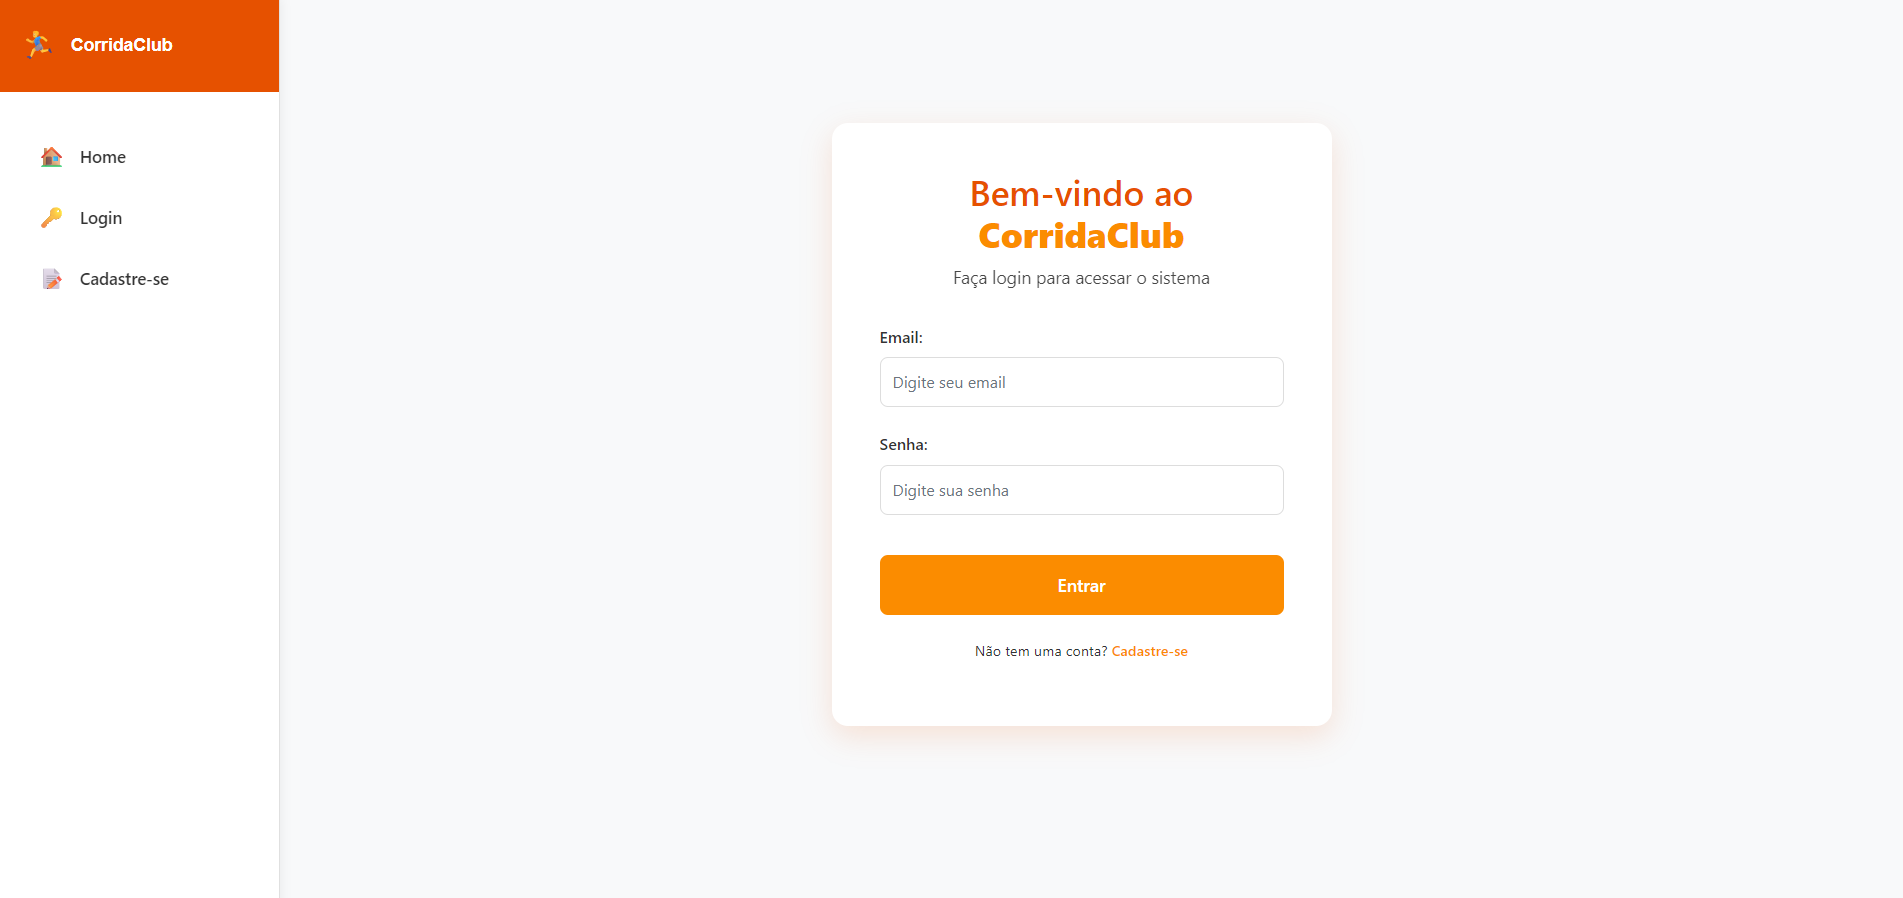 CorridaClub
Home
Login
Cadastre-se
Bem-vindo ao
CorridaClub
Faça login para acessar o sistema
Email:
Digite seu email
Senha:
Digite sua senha
Entrar
Não tem uma conta? Cadastre-se